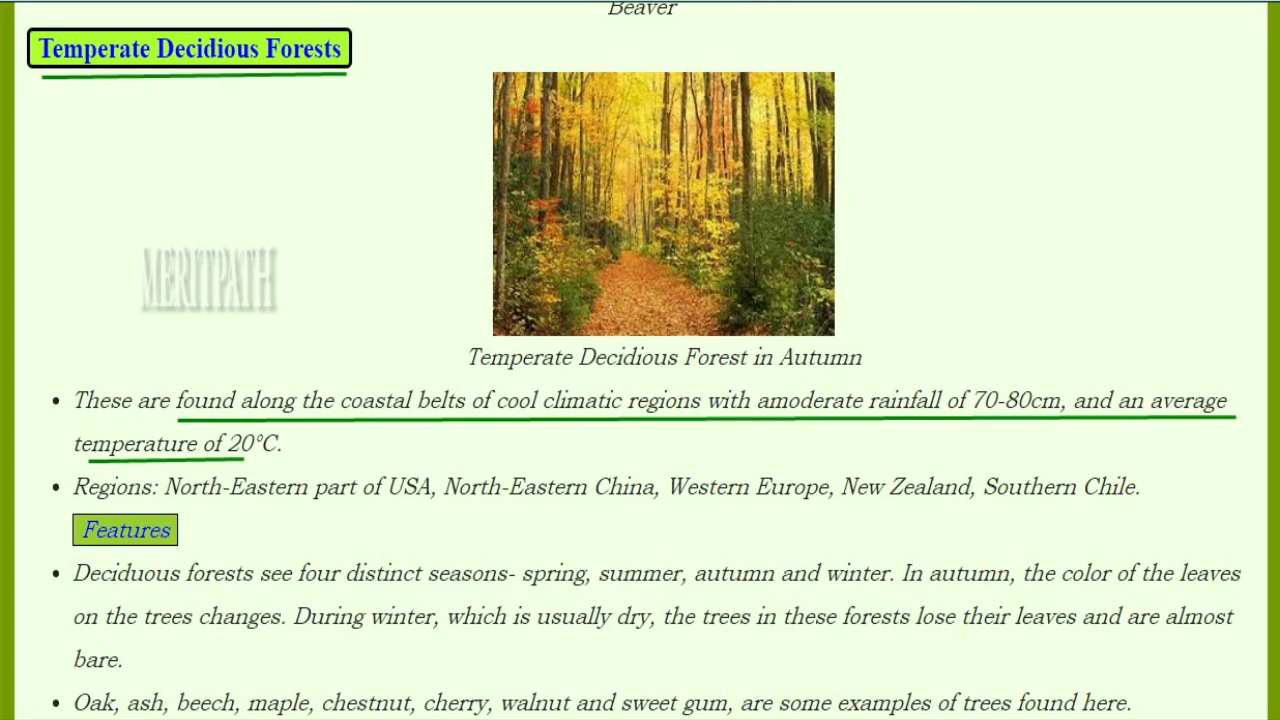 Beaver
Temperate Decidious Forests
MERITPATH
Temperate Decidious Forest in Autumn
• These are found along the coastal belts of cool climatic regions with amoderate rainfall of 70-80cm, and an average
temperature of 20°C.
• Regions: North-Eastern part of USA, North-Eastern China, Western Europe, New Zealand, Southern Chile.
Features
• Deciduous forests see four distinct seasons- spring, summer, autumn and winter. In autumn, the color of the leaves
on the trees changes. During winter, which is usually dry, the trees in these forests lose their leaves and are almost
bare.
• Oak, ash, beech, maple, chestnut, cherry, walnut and sweet gum, are some examples of trees found here.